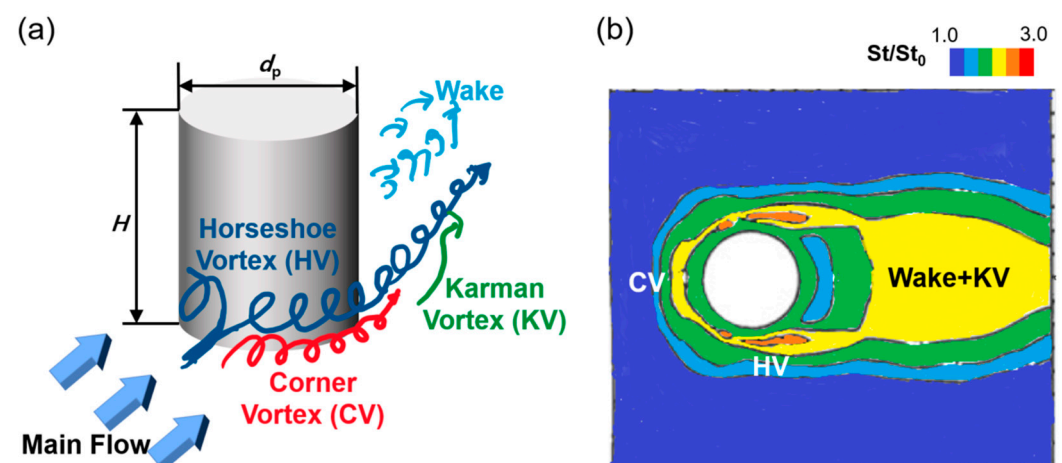 (a)
dp
H
Wake
Horseshoe
Vortex (HV)
Karman
Vortex (KV)
Corner
Vortex (CV)
Main Flow
(b)
1.0 3.0
St/St0
CV
Wake+KV
HV